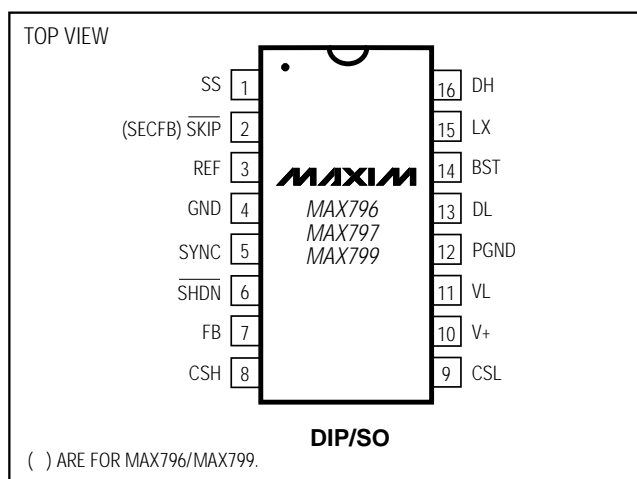 TOP VIEW
SS 1
(SECFB) S̅K̅I̅P̅ 2
REF 3
GND 4
SYNC 5
S̅H̅D̅N̅ 6
FB 7
CSH 8
MAXIM
MAX796
MAX797
MAX799
16 DH
15 LX
14 BST
13 DL
12 PGND
11 VL
10 V+
9 CSL
DIP/SO
( ) ARE FOR MAX796/MAX799.